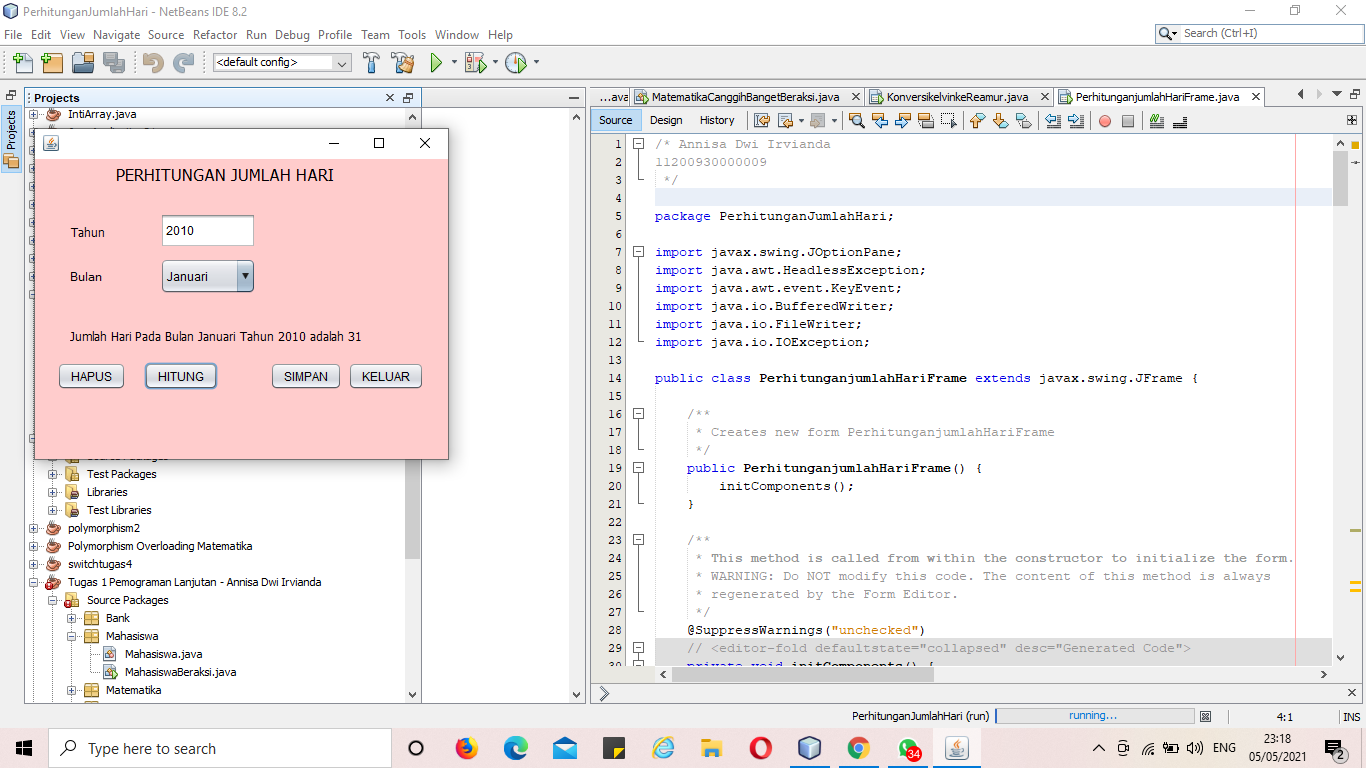 PerhitunganJumlahHari - NetBeans IDE 8.2
File Edit View Navigate Source Refactor Run Debug Profile Team Tools Window Help
Search (Ctrl+I)
<default config>
Projects
Projects
IntiArray.java
PERHITUNGAN JUMLAH HARI
Tahun 2010
Bulan Januari
Jumlah Hari Pada Bulan Januari Tahun 2010 adalah 31
HAPUS HITUNG SIMPAN KELUAR
Test Packages
Libraries
Test Libraries
polymorphism2
Polymorphism Overloading Matematika
switchtugas4
Tugas 1 Pemograman Lanjutan - Annisa Dwi Irvianda
Source Packages
Bank
Mahasiswa
Mahasiswa.java
MahasiswaBeraksi.java
Matematika
...ava MatematikaCanggihBangetBeraksi.java KonversikelvinkeReamur.java PerhitunganjumlahHariFrame.java
Source Design History
1 /* Annisa Dwi Irvianda
2 11200930000009
3 */
4
5 package PerhitunganJumlahHari;
6
7 import javax.swing.JOptionPane;
8 import java.awt.HeadlessException;
9 import java.awt.event.KeyEvent;
10 import java.io.BufferedWriter;
11 import java.io.FileWriter;
12 import java.io.IOException;
13
14 public class PerhitunganjumlahHariFrame extends javax.swing.JFrame {
15
16 /**
17 * Creates new form PerhitunganjumlahHariFrame
18 */
19 public PerhitunganjumlahHariFrame() {
20 initComponents();
21 }
22
23 /**
24 * This method is called from within the constructor to initialize the form.
25 * WARNING: Do NOT modify this code. The content of this method is always
26 * regenerated by the Form Editor.
27 */
28 @SuppressWarnings("unchecked")
29 // <editor-fold defaultstate="collapsed" desc="Generated Code">
30 private void initComponents() {
PerhitunganJumlahHari (run) running... 4:1 INS
Type here to search
34
ENG
23:18
05/05/2021
2